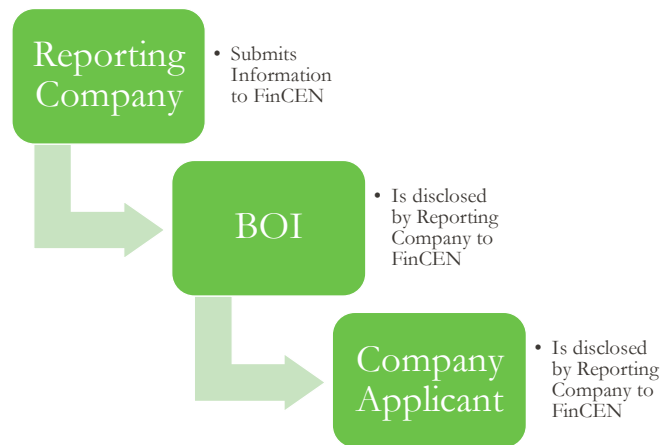 Reporting
Company
• Submits
Information
to FinCEN
BOI
• Is disclosed
by Reporting
Company to
FinCEN
Company
Applicant
• Is disclosed
by Reporting
Company to
FinCEN